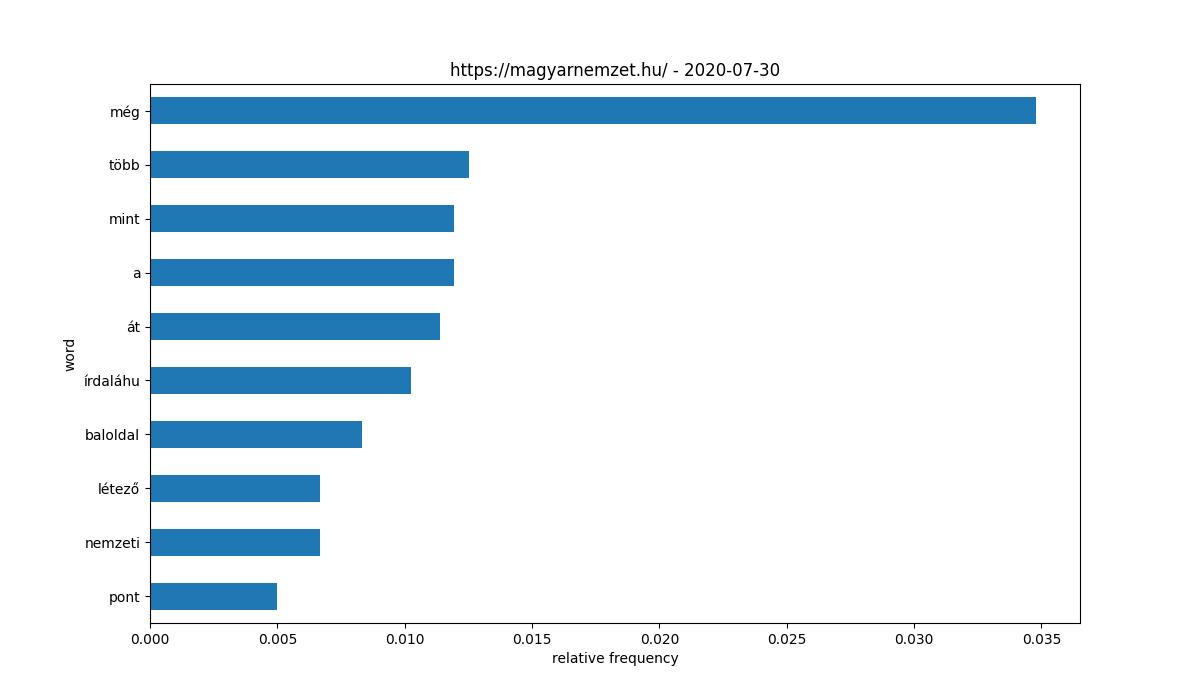 https://magyarnemzet.hu/ - 2020-07-30
még
több
mint
a
át
írdaláhu
baloldal
létező
nemzeti
pont
word
0.000 0.005 0.010 0.015 0.020 0.025 0.030 0.035
relative frequency